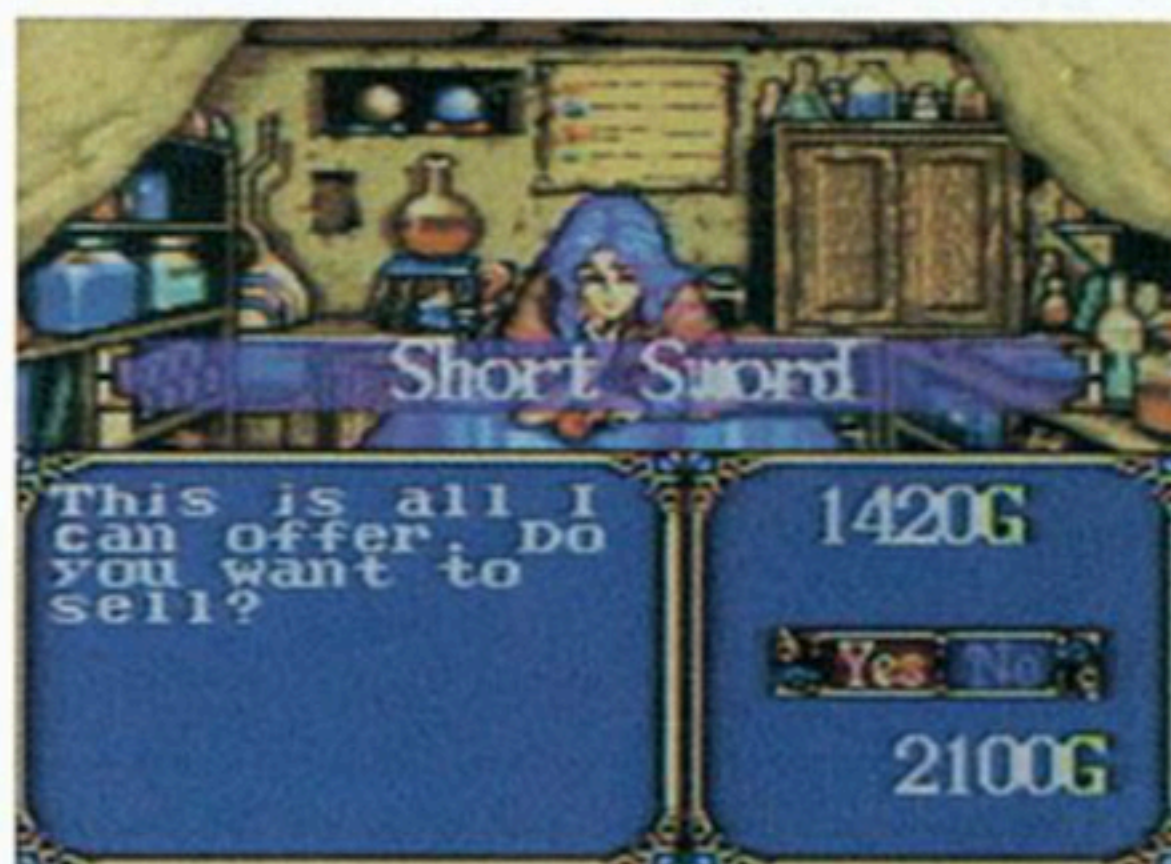 Short Sword
This is all I
can offer. Do
you want to
sell?
1420G
Yes No
2100G